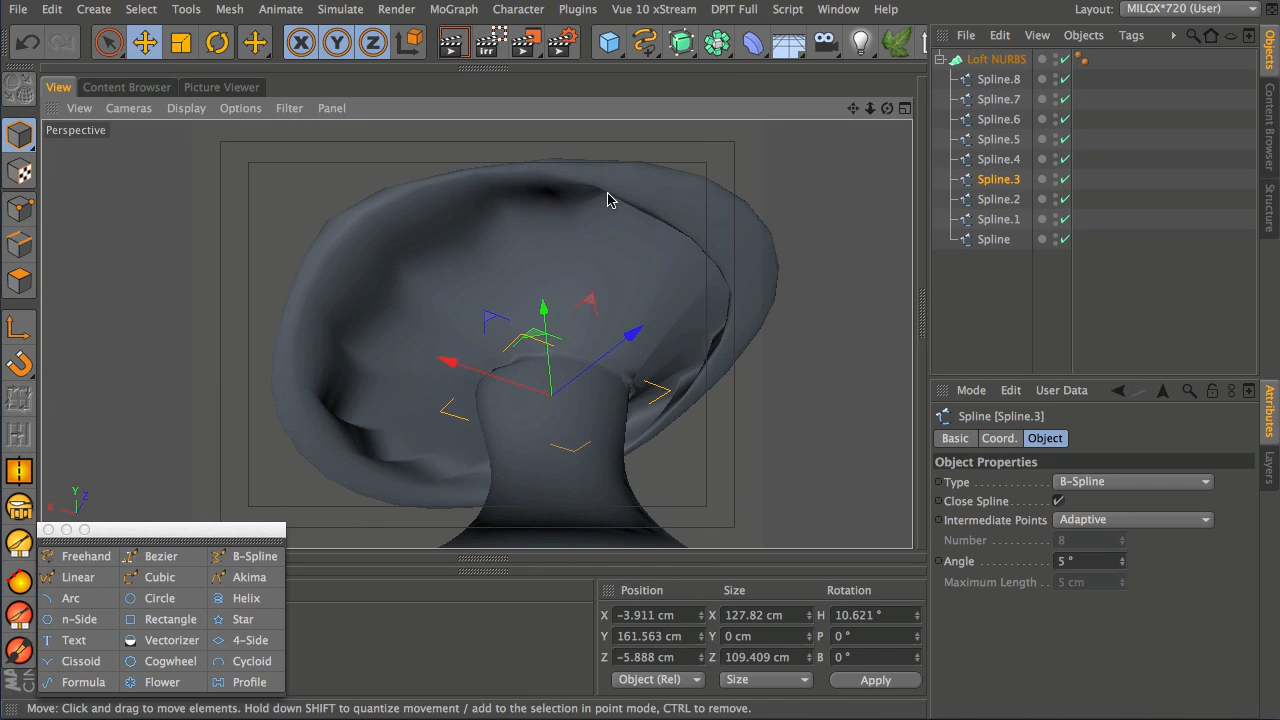 File Edit Create Select Tools Mesh Animate Simulate Render MoGraph Character Plugins Vue 10 xStream DPIT Full Script Window Help Layout: MILGX*720 (User)
X Y Z
View Content Browser Picture Viewer
View Cameras Display Options Filter Panel
Perspective
Y
Z
X
File Edit View Objects Tags
Loft NURBS
Spline.8
Spline.7
Spline.6
Spline.5
Spline.4
Spline.3
Spline.2
Spline.1
Spline
Objects
Content Browser
Structure
Mode Edit User Data
Spline [Spline.3]
Basic Coord. Object
Object Properties
Type B-Spline
Close Spline
Intermediate Points Adaptive
Number 8
Angle 5 °
Maximum Length 5 cm
Attributes
Layers
Freehand Bezier B-Spline
Linear Cubic Akima
Arc Circle Helix
n-Side Rectangle Star
Text Vectorizer 4-Side
Cissoid Cogwheel Cycloid
Formula Flower Profile
Position Size Rotation
X -3.911 cm X 127.82 cm H 10.621 °
Y 161.563 cm Y 0 cm P 0 °
Z -5.888 cm Z 109.409 cm B 0 °
Object (Rel) Size Apply
Move: Click and drag to move elements. Hold down SHIFT to quantize movement / add to the selection in point mode, CTRL to remove.